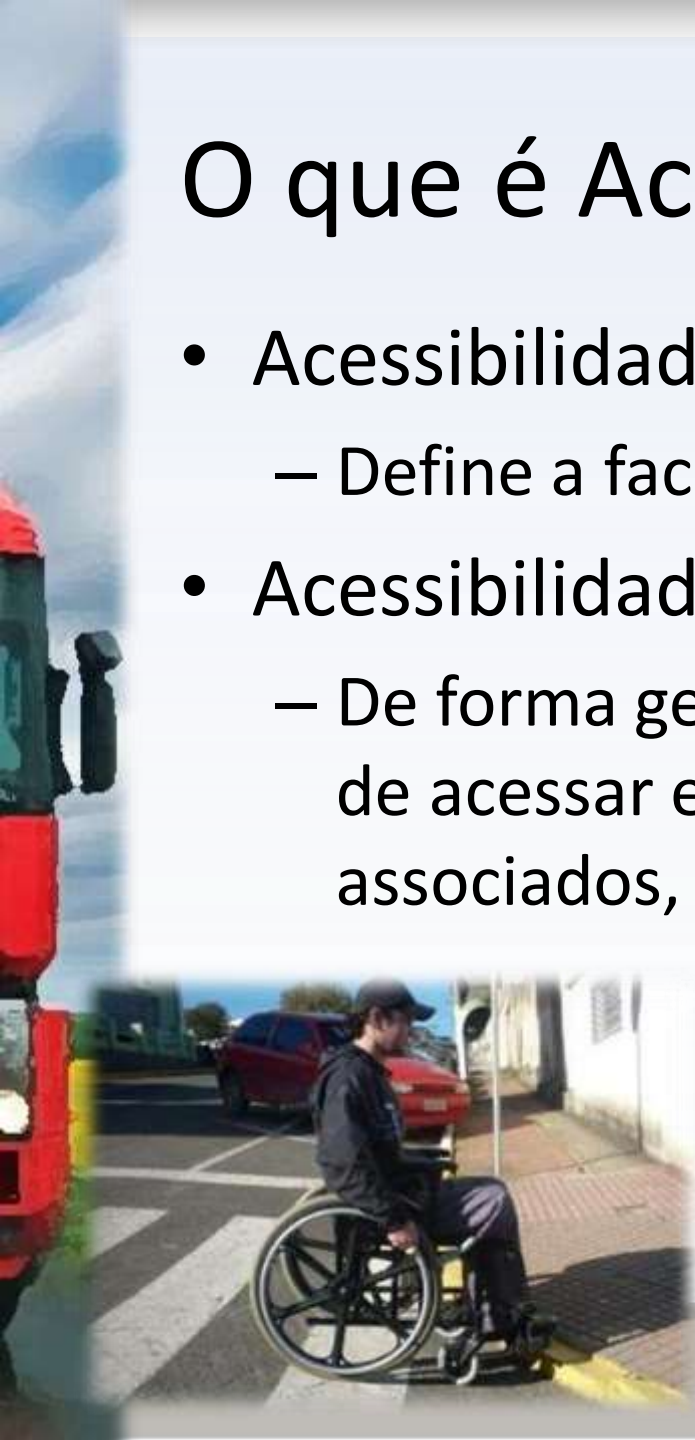 O que é Ac
• Acessibilidad
– Define a fac
• Acessibilidad
– De forma ge
de acessar e
associados,